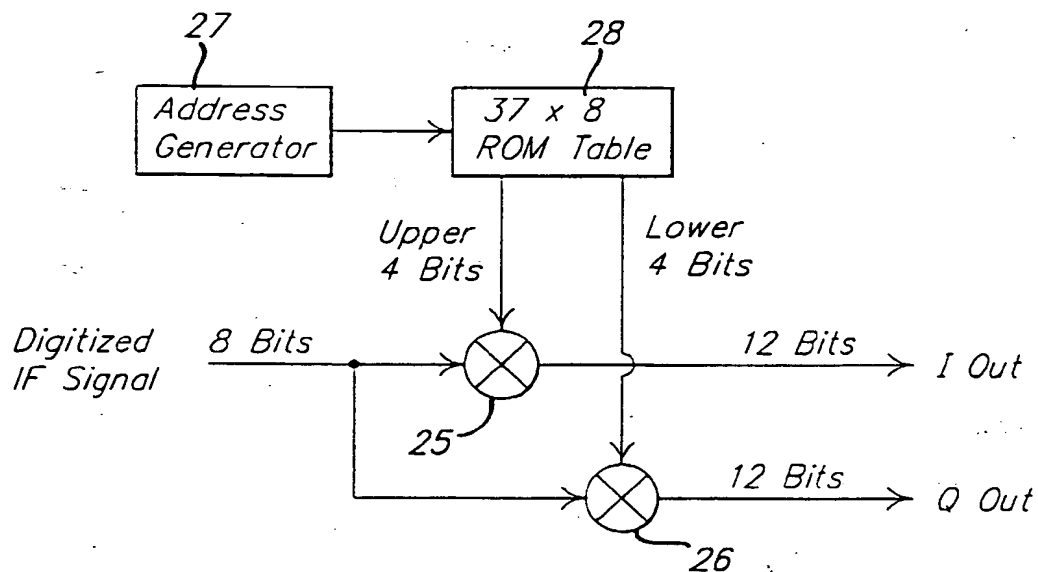 27
28
Address
Generator
37 x 8
ROM Table
Upper
4 Bits
Lower
4 Bits
Digitized
IF Signal
8 Bits
12 Bits
I Out
25
12 Bits
Q Out
26